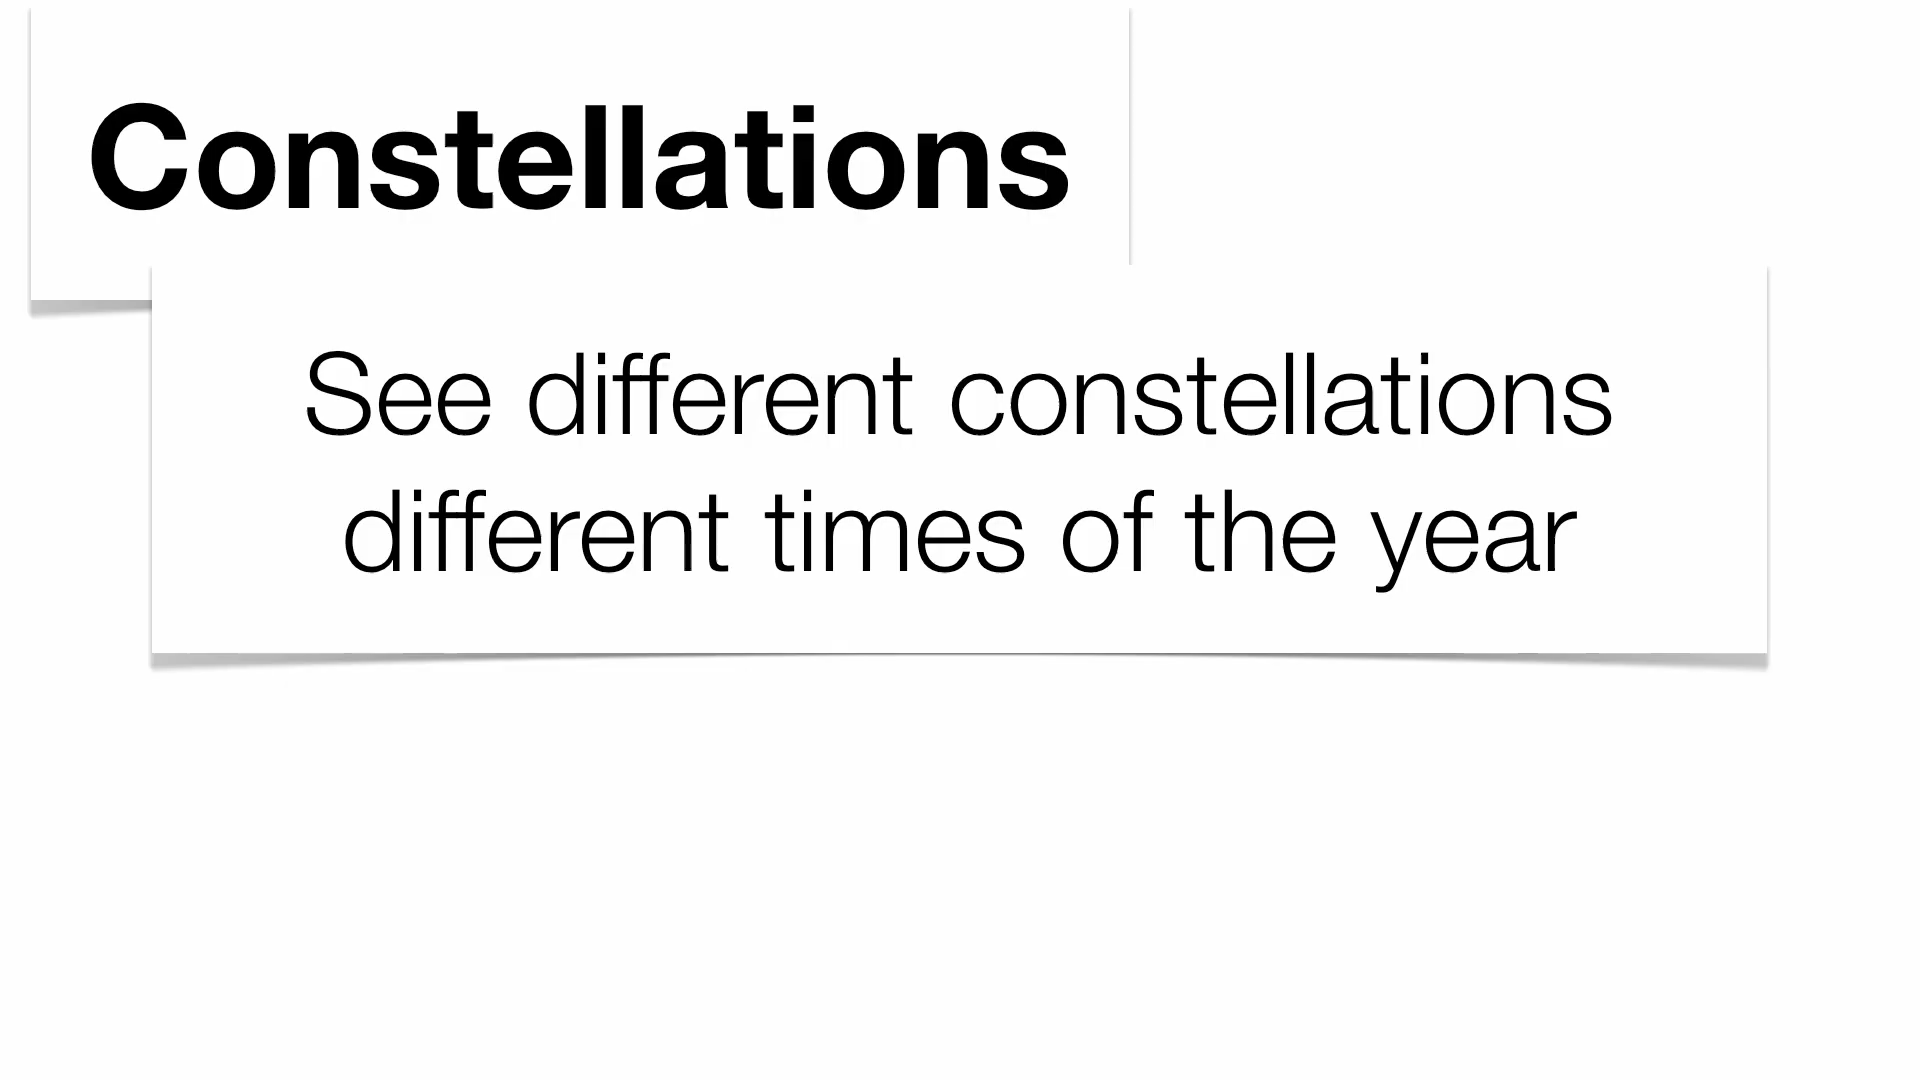 Constellations
See different constellations
different times of the year